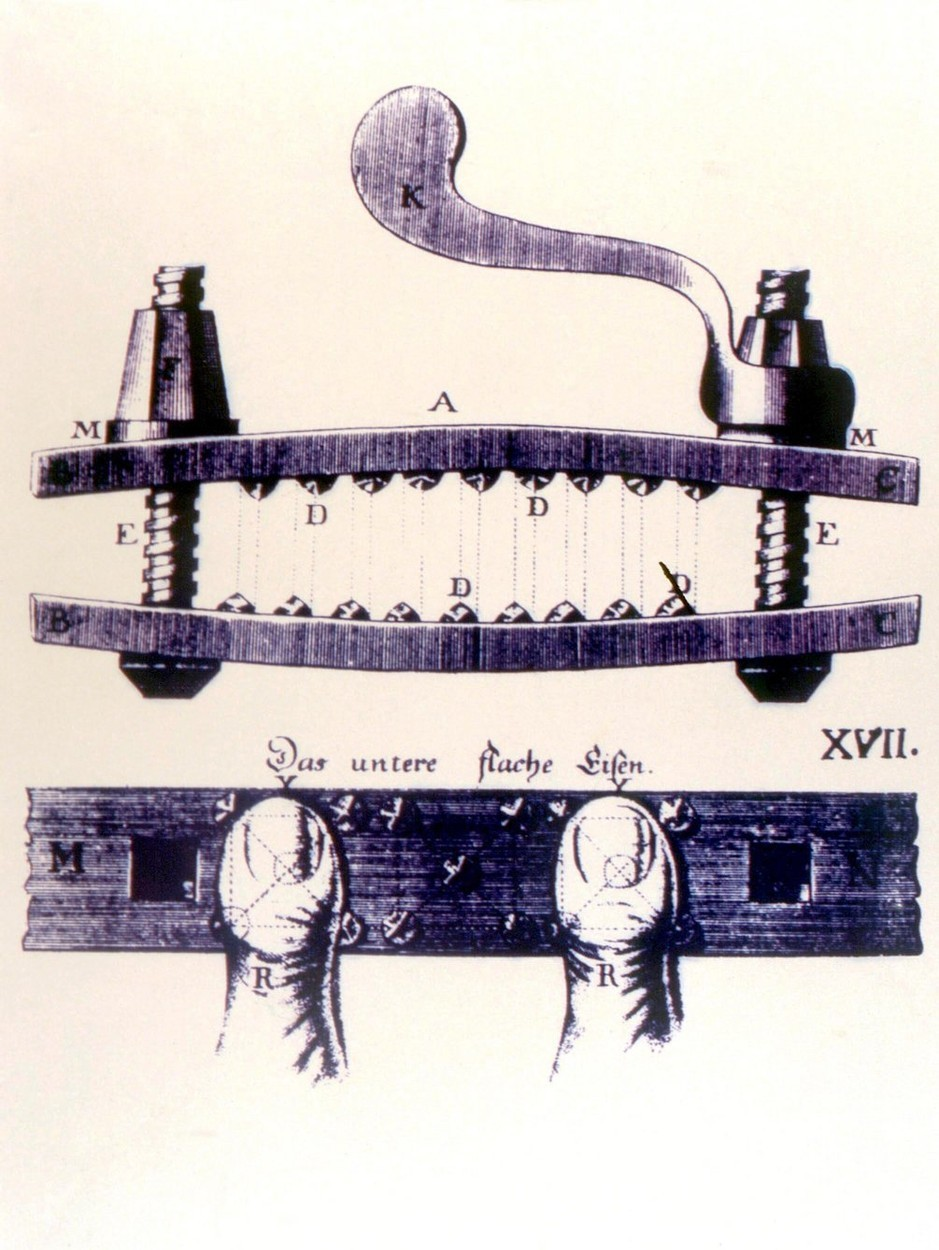 K
F F
A
M M
B C
D D
E E
D D
B C
XVII.
Das untere flache Eisen.
M N
R R